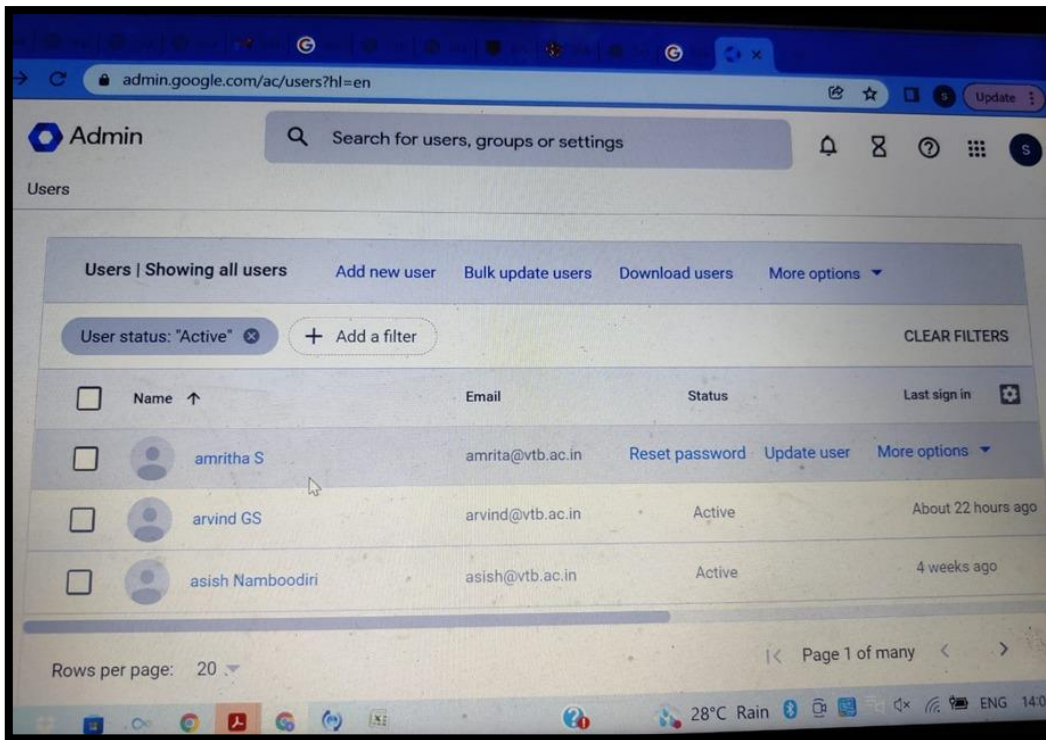 admin.google.com/ac/users?hl=en
Update
Admin
Search for users, groups or settings
S
Users
Users | Showing all users Add new user Bulk update users Download users More options
User status: "Active" + Add a filter CLEAR FILTERS
Name Email Status Last sign in
amritha S amrita@vtb.ac.in Reset password Update user More options
arvind GS arvind@vtb.ac.in Active About 22 hours ago
asish Namboodiri asish@vtb.ac.in Active 4 weeks ago
Rows per page: 20 Page 1 of many
28°C Rain ENG